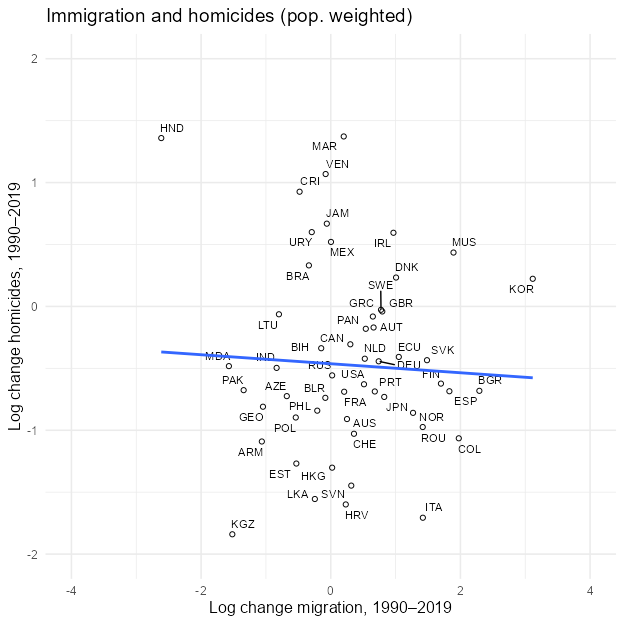 Immigration and homicides (pop. weighted)
2
HND
MAR
VEN
1
CRI
JAM
URY
IRL
MUS
MEX
BRA
DNK
SWE
KOR
GRC
GBR
0
PAN
AUT
LTU
CAN
BIH
NLD
ECU
SVK
MDA
IND
RUS
DEU
USA
FIN
BGR
PAK
AZE
BLR
PRT
PHL
FRA
JPN
ESP
GEO
NOR
POL
AUS
-1
ROU
CHE
COL
ARM
EST
HKG
LKA
SVN
ITA
HRV
KGZ
-2
-4
-2
0
2
4
Log change migration, 1990–2019
Log change homicides, 1990–2019